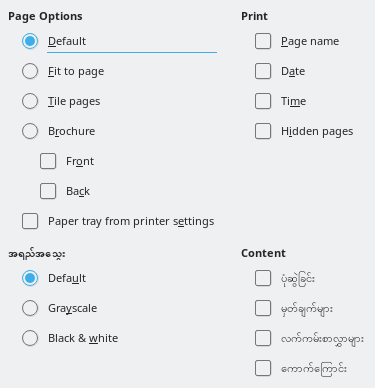 Page Options
Default
Fit to page
Tile pages
Brochure
Front
Back
Paper tray from printer settings
Print
Page name
Date
Time
Hidden pages
အရည်အသွေး
Default
Grayscale
Black & white
Content
ပုံဆွဲခြင်း
မှတ်ချက်များ
လက်ကမ်းစာလွှာများ
ကောက်ကြောင်း